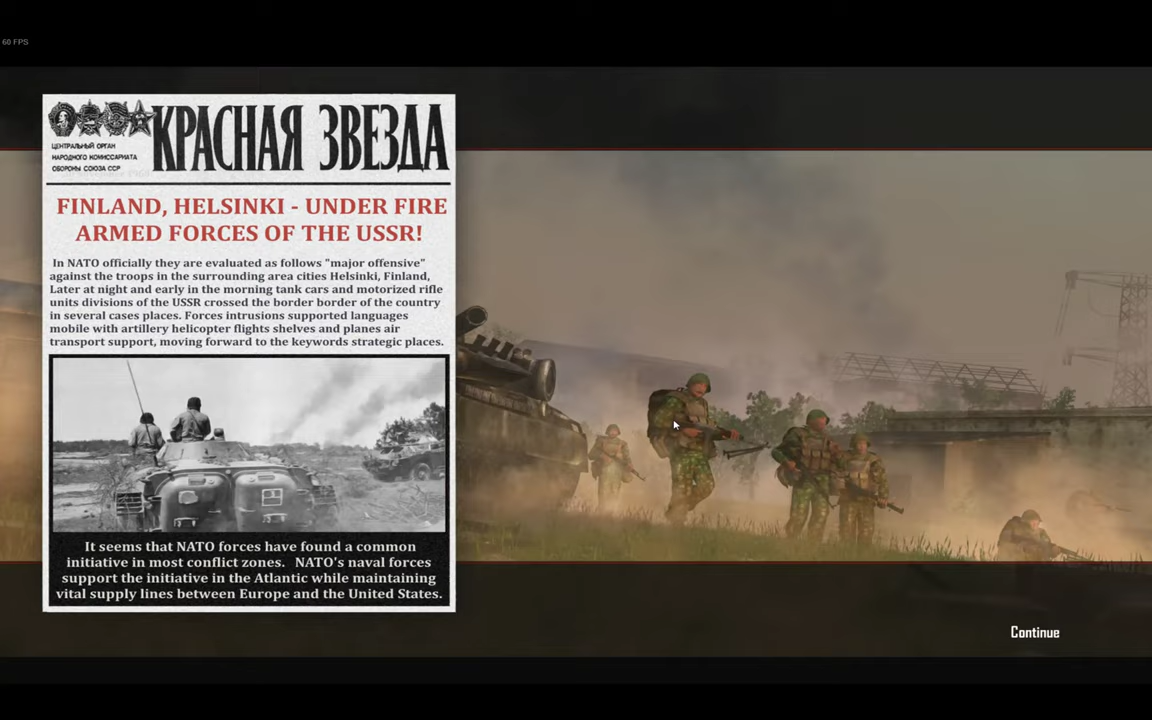 60 FPS
КРАСНАЯ ЗВЕЗДА
ЦЕНТРАЛЬНЫЙ ОРГАН
НАРОДНОГО КОМИССАРИАТА
ОБОРОНЫ СОЮЗА ССР
FINLAND, HELSINKI - UNDER FIRE
ARMED FORCES OF THE USSR!
In NATO officially they are evaluated as follows "major offensive"
against the troops in the surrounding area cities Helsinki, Finland,
Later at night and early in the morning tank cars and motorized rifle
units divisions of the USSR crossed the border border of the country
in several cases places. Forces intrusions supported languages
mobile with artillery helicopter flights shelves and planes air
transport support, moving forward to the keywords strategic places.
It seems that NATO forces have found a common
initiative in most conflict zones. NATO's naval forces
support the initiative in the Atlantic while maintaining
vital supply lines between Europe and the United States.
Continue